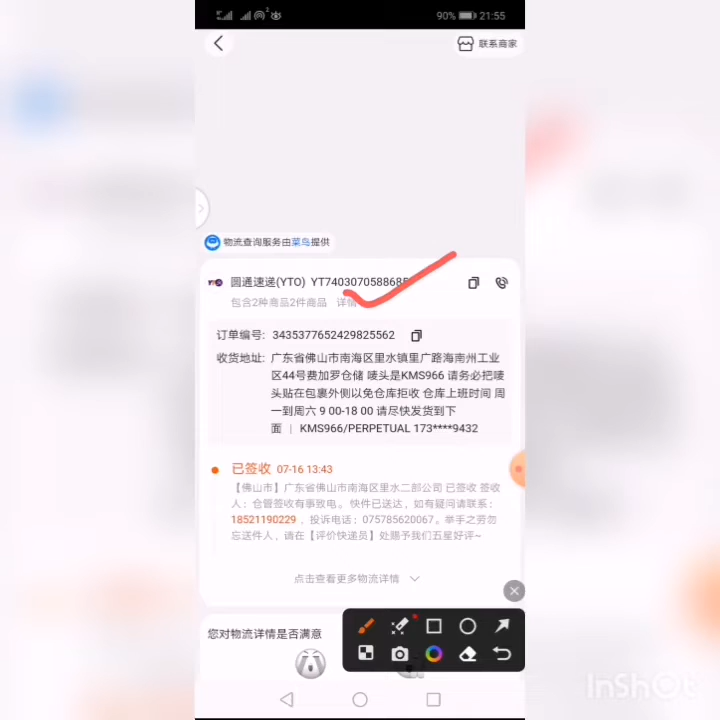 90% 21:55
联系商家
物流查询服务由菜鸟提供
圆通速递(YTO) YT7403070588685
包含2种商品2件商品 详情
订单编号: 3435377652429825562
收货地址: 广东省佛山市南海区里水镇里广路海南州工业
区44号费加罗仓储 唛头是KMS966 请务必把唛
头贴在包裹外侧以免仓库拒收 仓库上班时间 周
一到周六 9 00-18 00 请尽快发货到下
面 | KMS966/PERPETUAL 173****9432
已签收 07-16 13:43
【佛山市】广东省佛山市南海区里水二部公司 已签收 签收
人: 仓管签收有事致电。快件已送达，如有疑问请联系:
18521190229 , 投诉电话: 075785620067。举手之劳勿
忘送件人，请在【评价快递员】处赐予我们五星好评~
点击查看更多物流详情
您对物流详情是否满意
InShot